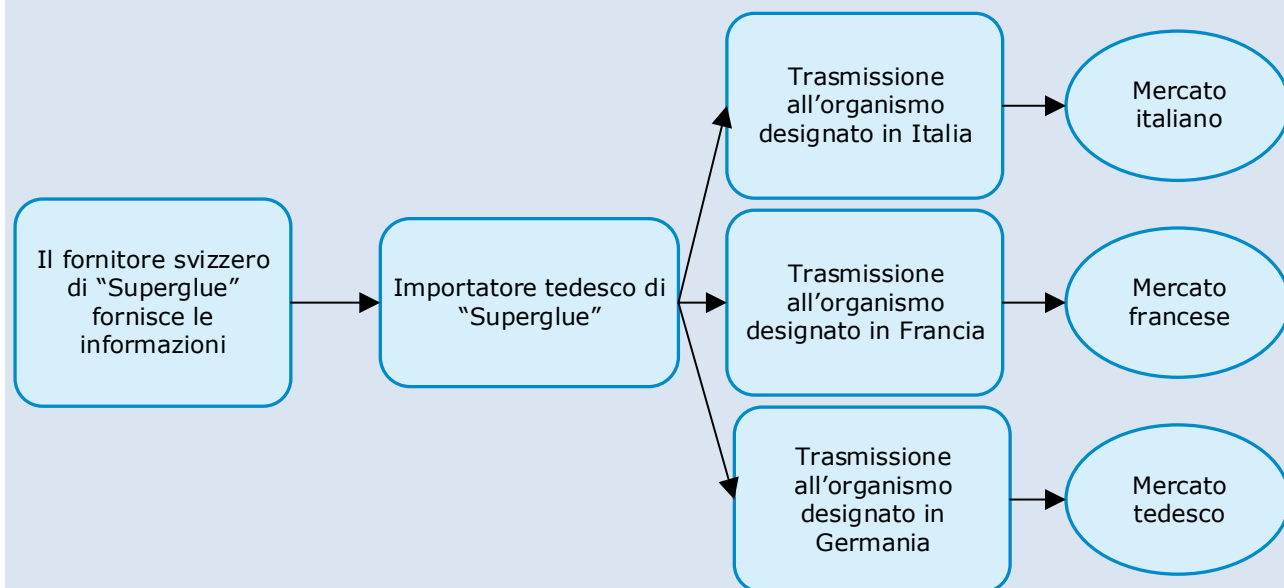 Il fornitore svizzero
di “Superglue”
fornisce le
informazioni
Importatore tedesco di
“Superglue”
Trasmissione
all’organismo
designato in Italia
Mercato
italiano
Trasmissione
all’organismo
designato in Francia
Mercato
francese
Trasmissione
all’organismo
designato in
Germania
Mercato
tedesco